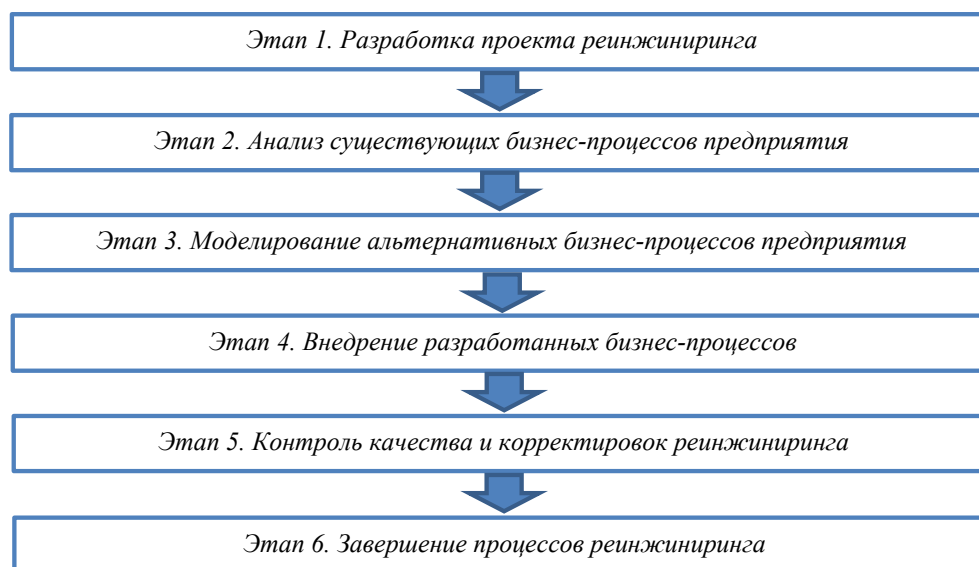 Этап 1. Разработка проекта реинжиниринга
Этап 2. Анализ существующих бизнес-процессов предприятия
Этап 3. Моделирование альтернативных бизнес-процессов предприятия
Этап 4. Внедрение разработанных бизнес-процессов
Этап 5. Контроль качества и корректировок реинжиниринга
Этап 6. Завершение процессов реинжиниринга